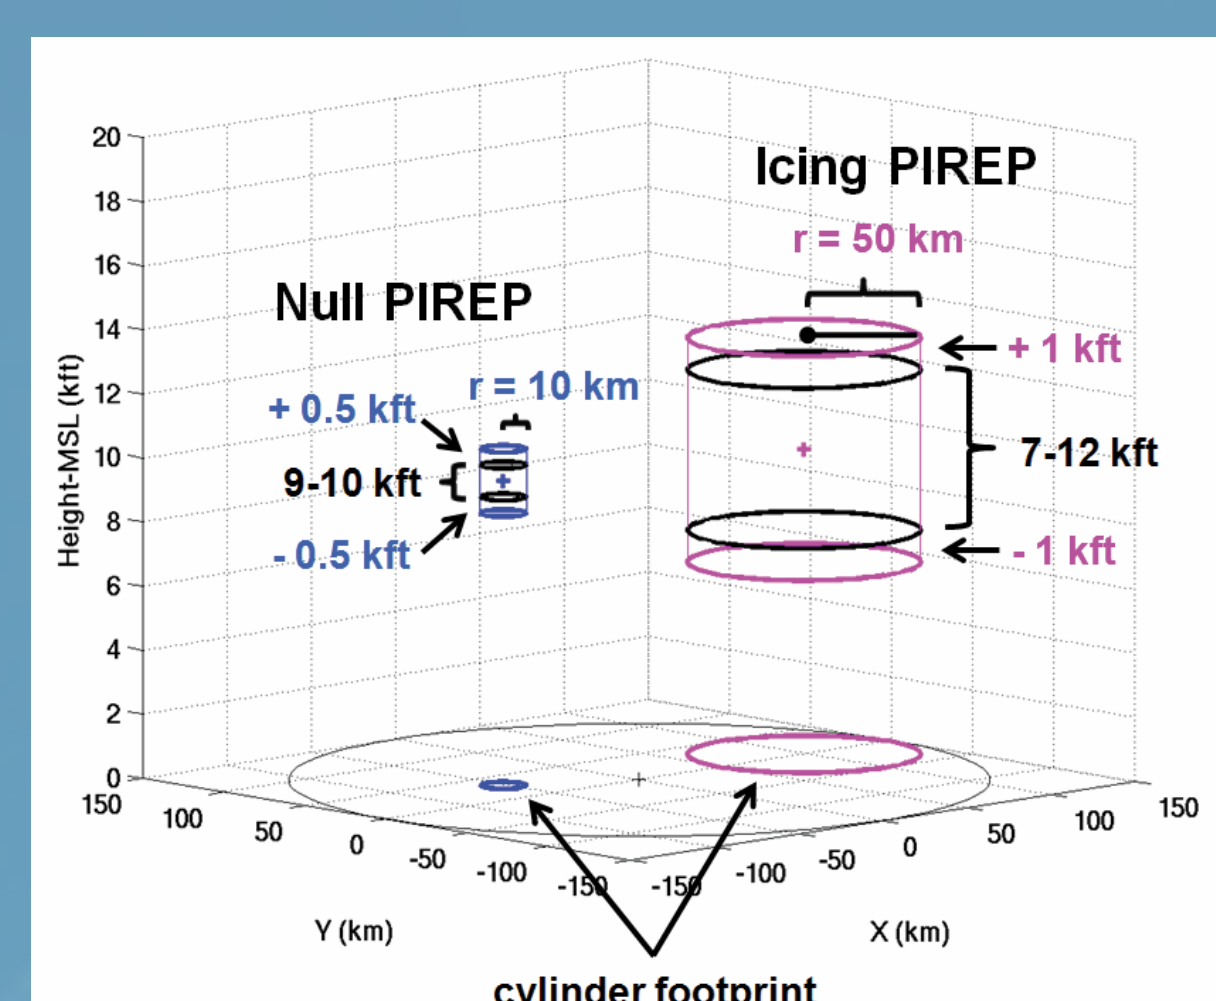 20
18
16
14
12
10
8
6
4
2
0
Height-MSL (kft)
Icing PIREP
r = 50 km
Null PIREP
+ 1 kft
r = 10 km
+ 0.5 kft
7-12 kft
9-10 kft
- 0.5 kft
- 1 kft
150
100
50
0
-50
-100
-150
-150
-100
-50
0
50
100
150
Y (km)
X (km)
cylinder footprint